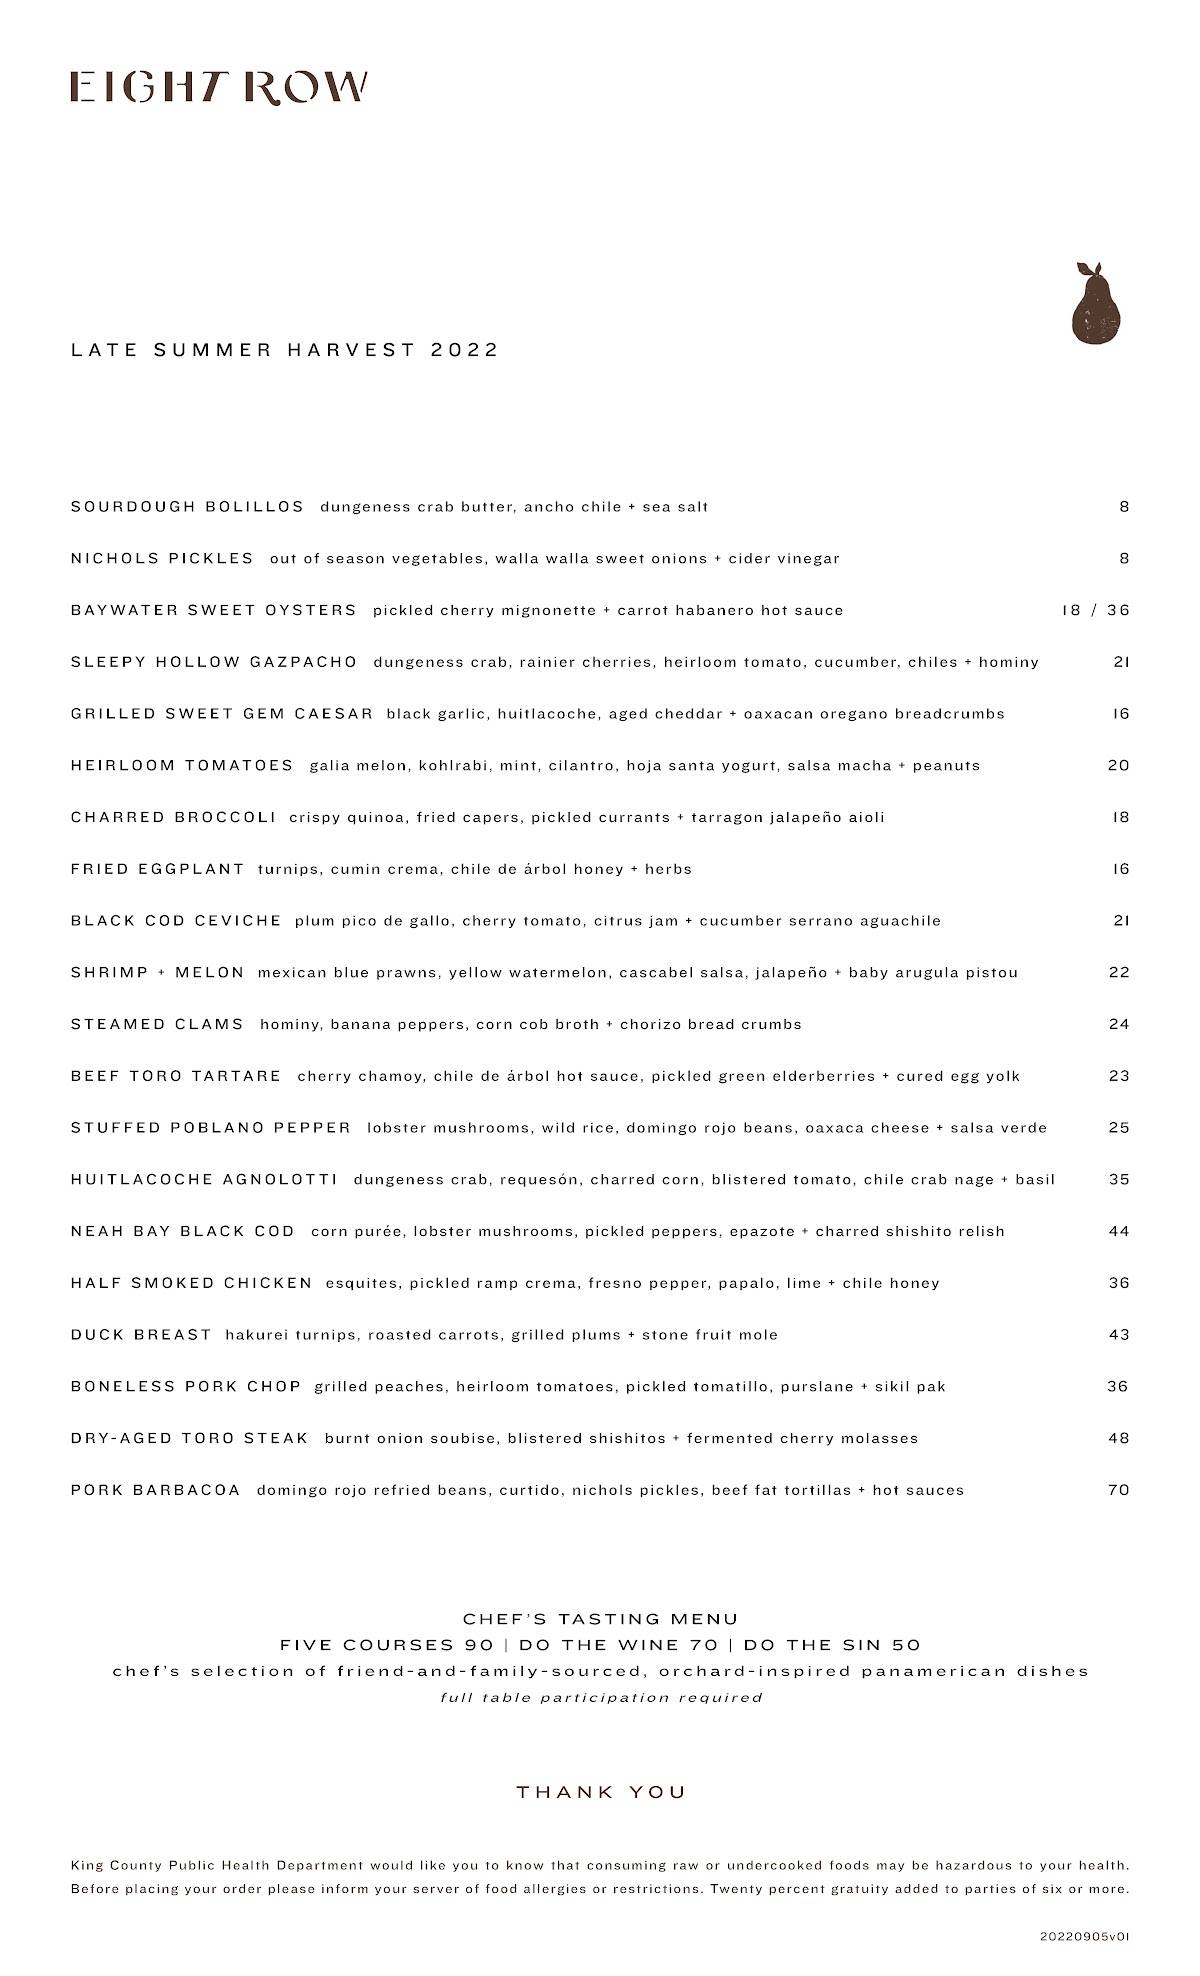 EIGHT ROW
LATE SUMMER HARVEST 2022
SOURDOUGH BOLILLOS dungeness crab butter, ancho chile + sea salt 8
NICHOLS PICKLES out of season vegetables, walla walla sweet onions + cider vinegar 8
BAYWATER SWEET OYSTERS pickled cherry mignonette + carrot habanero hot sauce 18 / 36
SLEEPY HOLLOW GAZPACHO dungeness crab, rainier cherries, heirloom tomato, cucumber, chiles + hominy 21
GRILLED SWEET GEM CAESAR black garlic, huitlacoche, aged cheddar + oaxacan oregano breadcrumbs 16
HEIRLOOM TOMATOES galia melon, kohlrabi, mint, cilantro, hoja santa yogurt, salsa macha + peanuts 20
CHARRED BROCCOLI crispy quinoa, fried capers, pickled currants + tarragon jalapeño aioli 18
FRIED EGGPLANT turnips, cumin crema, chile de árbol honey + herbs 16
BLACK COD CEVICHE plum pico de gallo, cherry tomato, citrus jam + cucumber serrano aguachile 21
SHRIMP + MELON mexican blue prawns, yellow watermelon, cascabel salsa, jalapeño + baby arugula pistou 22
STEAMED CLAMS hominy, banana peppers, corn cob broth + chorizo bread crumbs 24
BEEF TORO TARTARE cherry chamoy, chile de árbol hot sauce, pickled green elderberries + cured egg yolk 23
STUFFED POBLANO PEPPER lobster mushrooms, wild rice, domingo rojo beans, oaxaca cheese + salsa verde 25
HUITLACOCHE AGNOLOTTI dungeness crab, requesón, charred corn, blistered tomato, chile crab nage + basil 35
NEAH BAY BLACK COD corn purée, lobster mushrooms, pickled peppers, epazote + charred shishito relish 44
HALF SMOKED CHICKEN esquites, pickled ramp crema, fresno pepper, papalo, lime + chile honey 36
DUCK BREAST hakurei turnips, roasted carrots, grilled plums + stone fruit mole 43
BONELESS PORK CHOP grilled peaches, heirloom tomatoes, pickled tomatillo, purslane + sikil pak 36
DRY-AGED TORO STEAK burnt onion soubise, blistered shishitos + fermented cherry molasses 48
PORK BARBACOA domingo rojo refried beans, curtido, nichols pickles, beef fat tortillas + hot sauces 70
CHEF'S TASTING MENU
FIVE COURSES 90 | DO THE WINE 70 | DO THE SIN 50
chef's selection of friend-and-family-sourced, orchard-inspired panamerican dishes
full table participation required
THANK YOU
King County Public Health Department would like you to know that consuming raw or undercooked foods may be hazardous to your health.
Before placing your order please inform your server of food allergies or restrictions. Twenty percent gratuity added to parties of six or more.
20220905v01